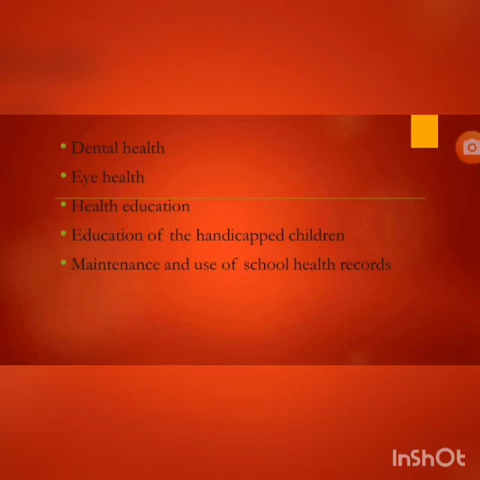 • Dental health
• Eye health
• Health education
• Education of the handicapped children
• Maintenance and use of school health records
InShOt